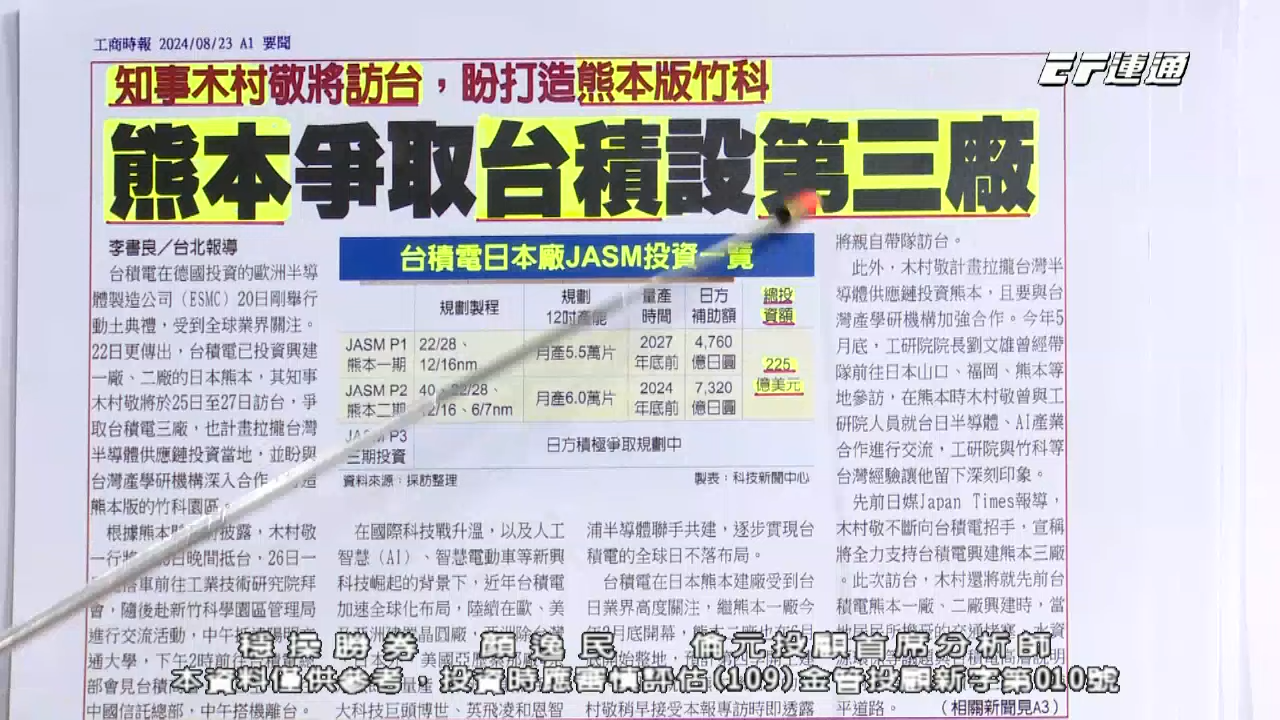 工商時報 2024/08/23 A1 要聞
ET運通
知事木村敬將訪台，盼打造熊本版竹科
熊本爭取台積設第三廠
李書良／台北報導
台積電在德國投資的歐洲半導
體製造公司（ESMC）20日剛舉行
動土典禮，受到全球業界關注。
22日更傳出，台積電已投資興建
一廠、二廠的日本熊本，其知事
木村敬將於25日至27日訪台，爭
取台積電三廠，也計畫拉攏台灣
半導體供應鏈投資當地，並盼與
台灣產學研機構深入合作，
熊本版的竹科園區。
根據熊本 披露，木村敬
一行將 日晚間抵台，26日一
搭車前往工業技術研究院拜
會，隨後赴新竹科學園區管理局
進行交流活動，中午
通大學，下午2時前往台積
部會見台積
中國信託總部，中午搭機離台。
台積電日本廠JASM投資一覽
規劃製程 規劃12吋產能 量產時間 日方補助額 總投資額
JASM P1 熊本一期 22/28、12/16nm 月產5.5萬片 2027年底前 4,760億日圓 225億美元
JASM P2 熊本二期 40、22/28、12/16、6/7nm 月產6.0萬片 2024年底前 7,320億日圓
JASM P3 三期投資 日方積極爭取規劃中
資料來源：採訪整理 製表：科技新聞中心
在國際科技戰升溫，以及人工
智慧（AI）、智慧電動車等新興
科技崛起的背景下，近年台積電
加速全球化布局，陸續在歐、美
大科技巨頭博世、英飛凌和恩智
浦半導體聯手共建，逐步實現台
積電的全球日不落布局。
台積電在日本熊本建廠受到台
日業界高度關注，繼熊本一廠今
年2月底開幕，熊本二廠也在6月
村敬稍早接受本報專訪時即透露
將親自帶隊訪台。
此外，木村敬計畫拉攏台灣半
導體供應鏈投資熊本，且要與台
灣產學研機構加強合作。今年5
月底，工研院院長劉文雄曾經帶
隊前往日本山口、福岡、熊本等
地參訪，在熊本時木村敬曾與工
研院人員就台日半導體、AI產業
合作進行交流，工研院與竹科等
台灣經驗讓他留下深刻印象。
先前日媒Japan Times報導，
木村敬不斷向台積電招手，宣稱
將全力支持台積電興建熊本三廠
。此次訪台，木村還將就先前台
積電熊本一廠、二廠興建時，當
平道路。 （相關新聞見A3）
穩操勝券 顏逸民 倫元投顧首席分析師
本資料僅供參考，投資時應審慎評估(109)金管投顧新字第010號